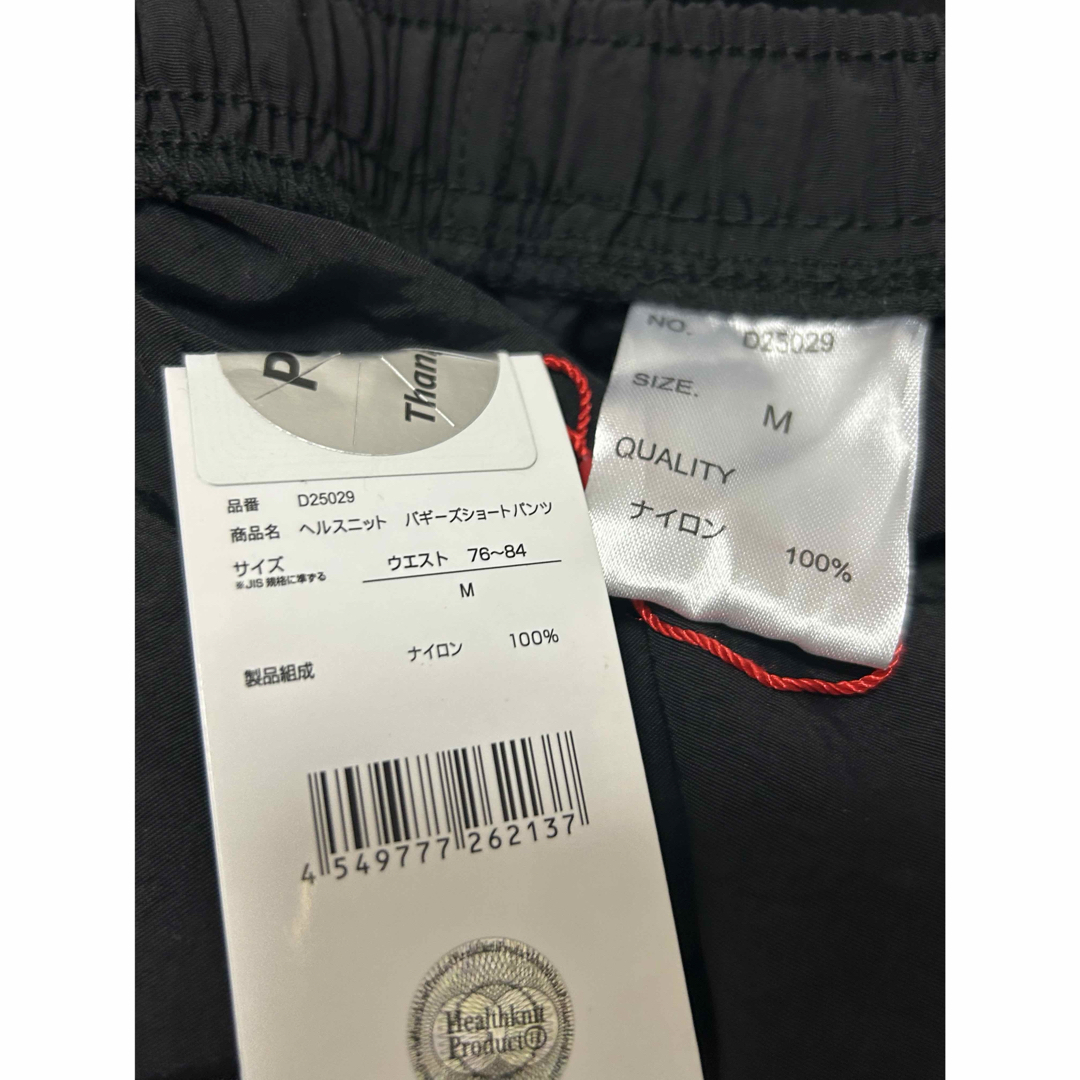 Than
品番 D25029
商品名 ヘルスニット バギーズショートパンツ
サイズ ウエスト 76～84
※JIS 規格に準ずる
M
製品組成 ナイロン 100%
4 549777 262137
Healthknit
Product
NO. D25029
SIZE. M
QUALITY
ナイロン 100%